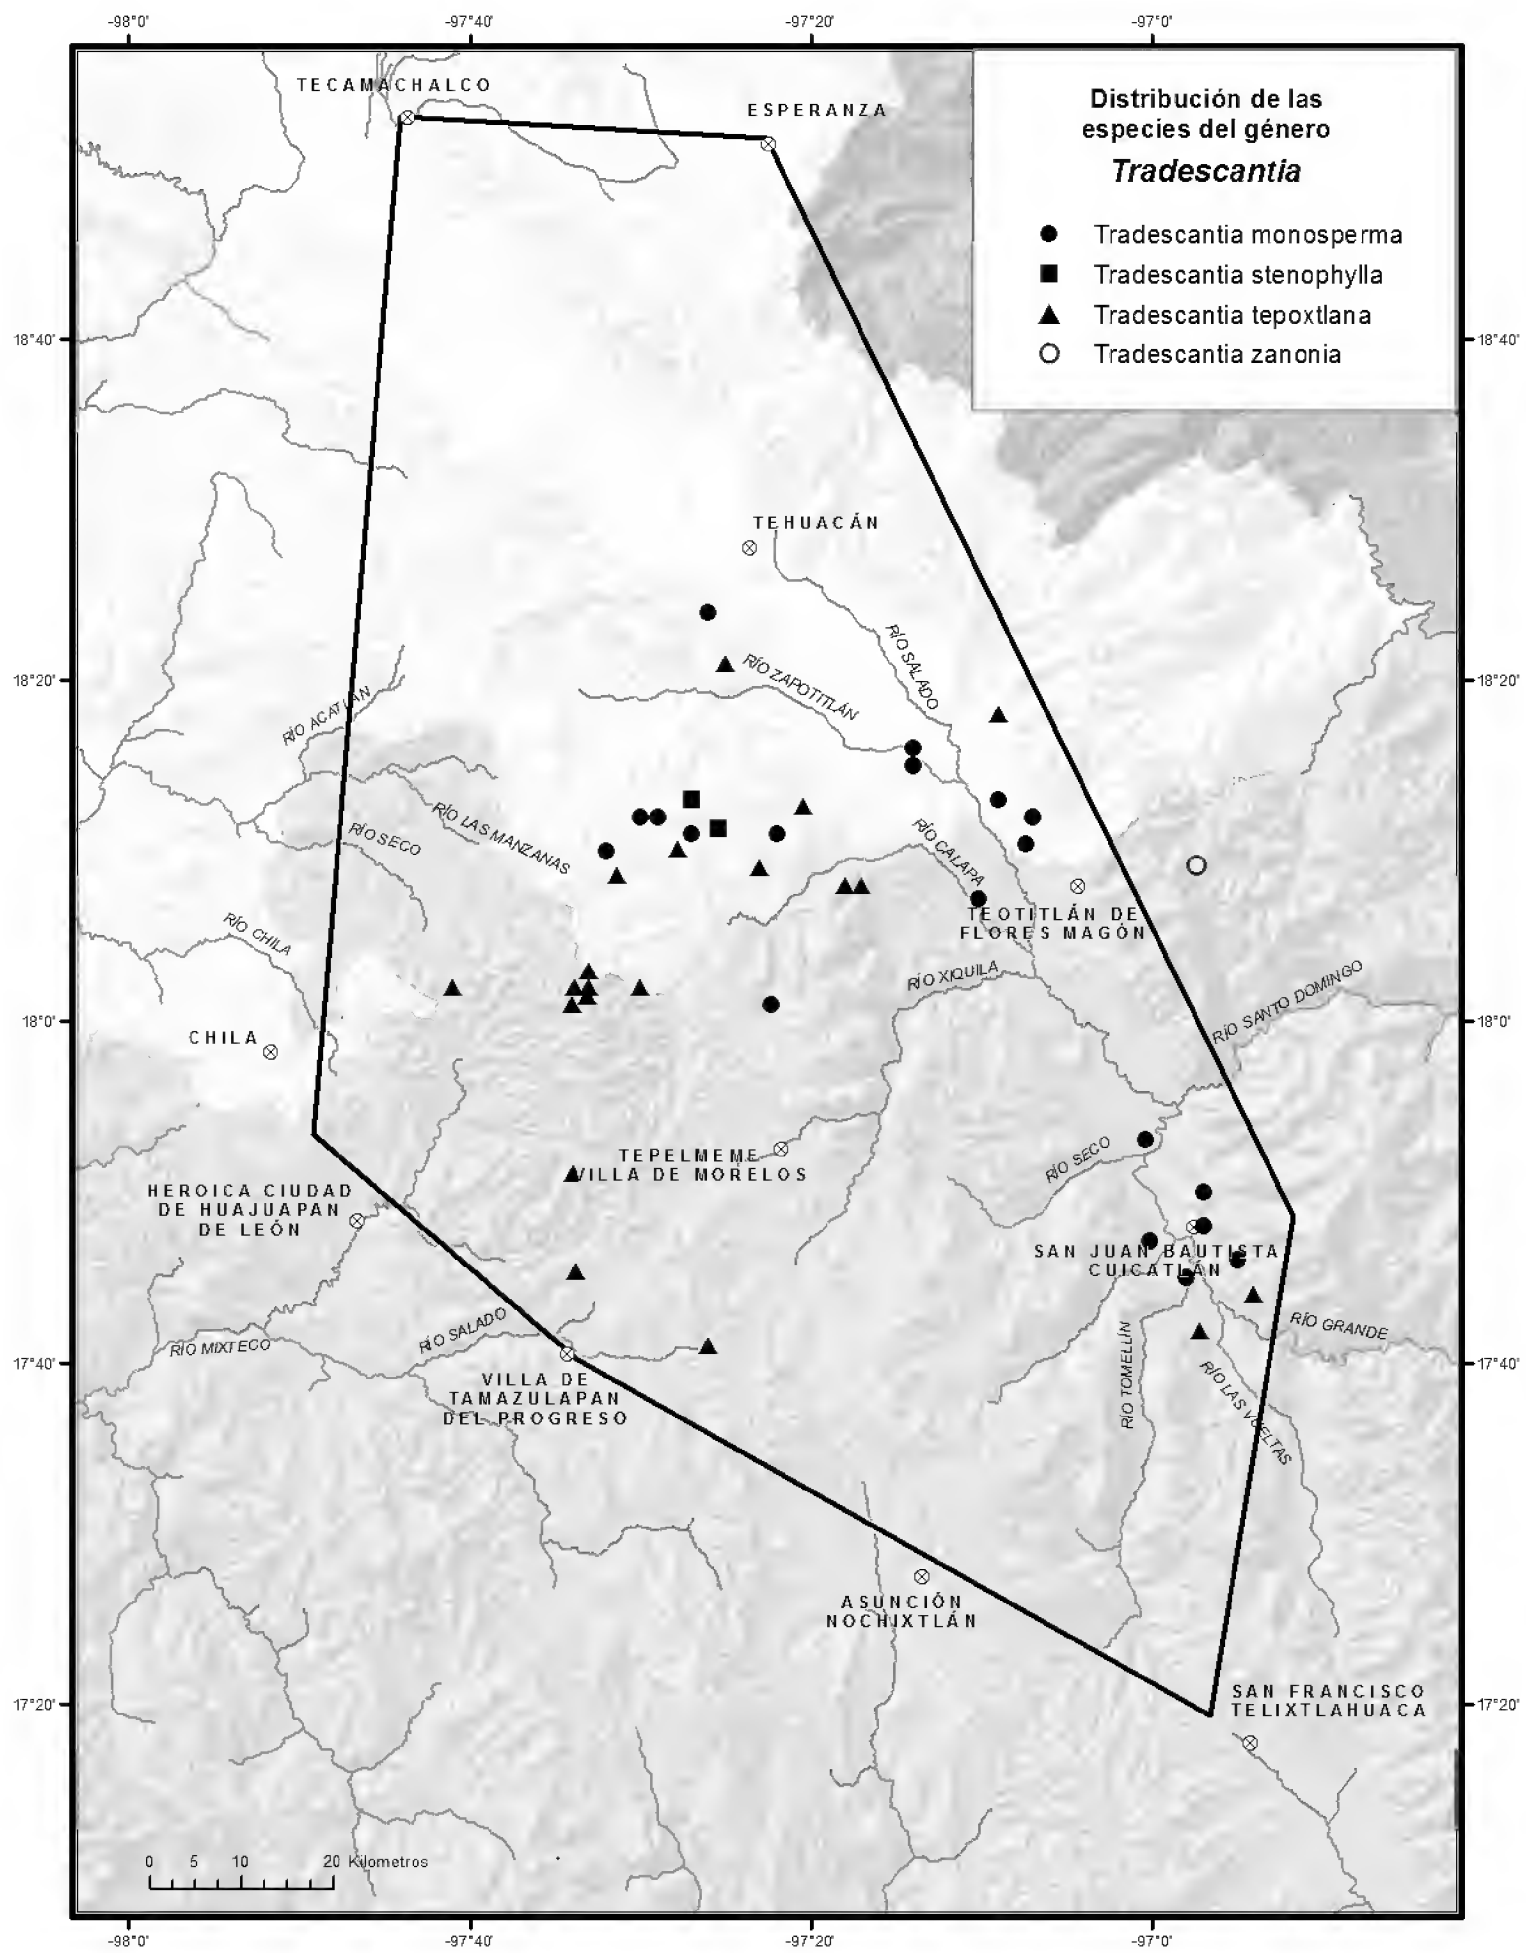 -98°0'
-97°40'
-97°20'
-97°0'
TECAMACHALCO
ESPERANZA
Distribución de las
especies del género
Tradescantia
Tradescantia monosperma
Tradescantia stenophylla
Tradescantia tepoxtlana
Tradescantia zanonia
18°40'
18°40'
TEHUACÁN
RÍO SALADO
RÍO ZAPOTITLÁN
18°20'
18°20'
RÍO ACATLÁN
RÍO LAS MANZANAS
RÍO SECO
RÍO CALAPA
TEOTITLÁN DE
FLORES MAGÓN
RÍO CHILA
RÍO XIQUILA
RÍO SANTO DOMINGO
18°0'
18°0'
CHILA
TEPELMEME
VILLA DE MORELOS
RÍO SECO
HEROICA CIUDAD
DE HUAJUAPAN
DE LEÓN
SAN JUAN BAUTISTA
CUICATLÁN
RÍO GRANDE
RÍO MIXTECO
RÍO SALADO
17°40'
17°40'
RÍO TOMELLÍN
RÍO LAS VUELTAS
VILLA DE
TAMAZULAPAN
DEL PROGRESO
ASUNCIÓN
NOCHIXTLÁN
SAN FRANCISCO
TELIXTLAHUACA
17°20'
17°20'
0 5 10 20 Kilometros
-98°0'
-97°40'
-97°20'
-97°0'